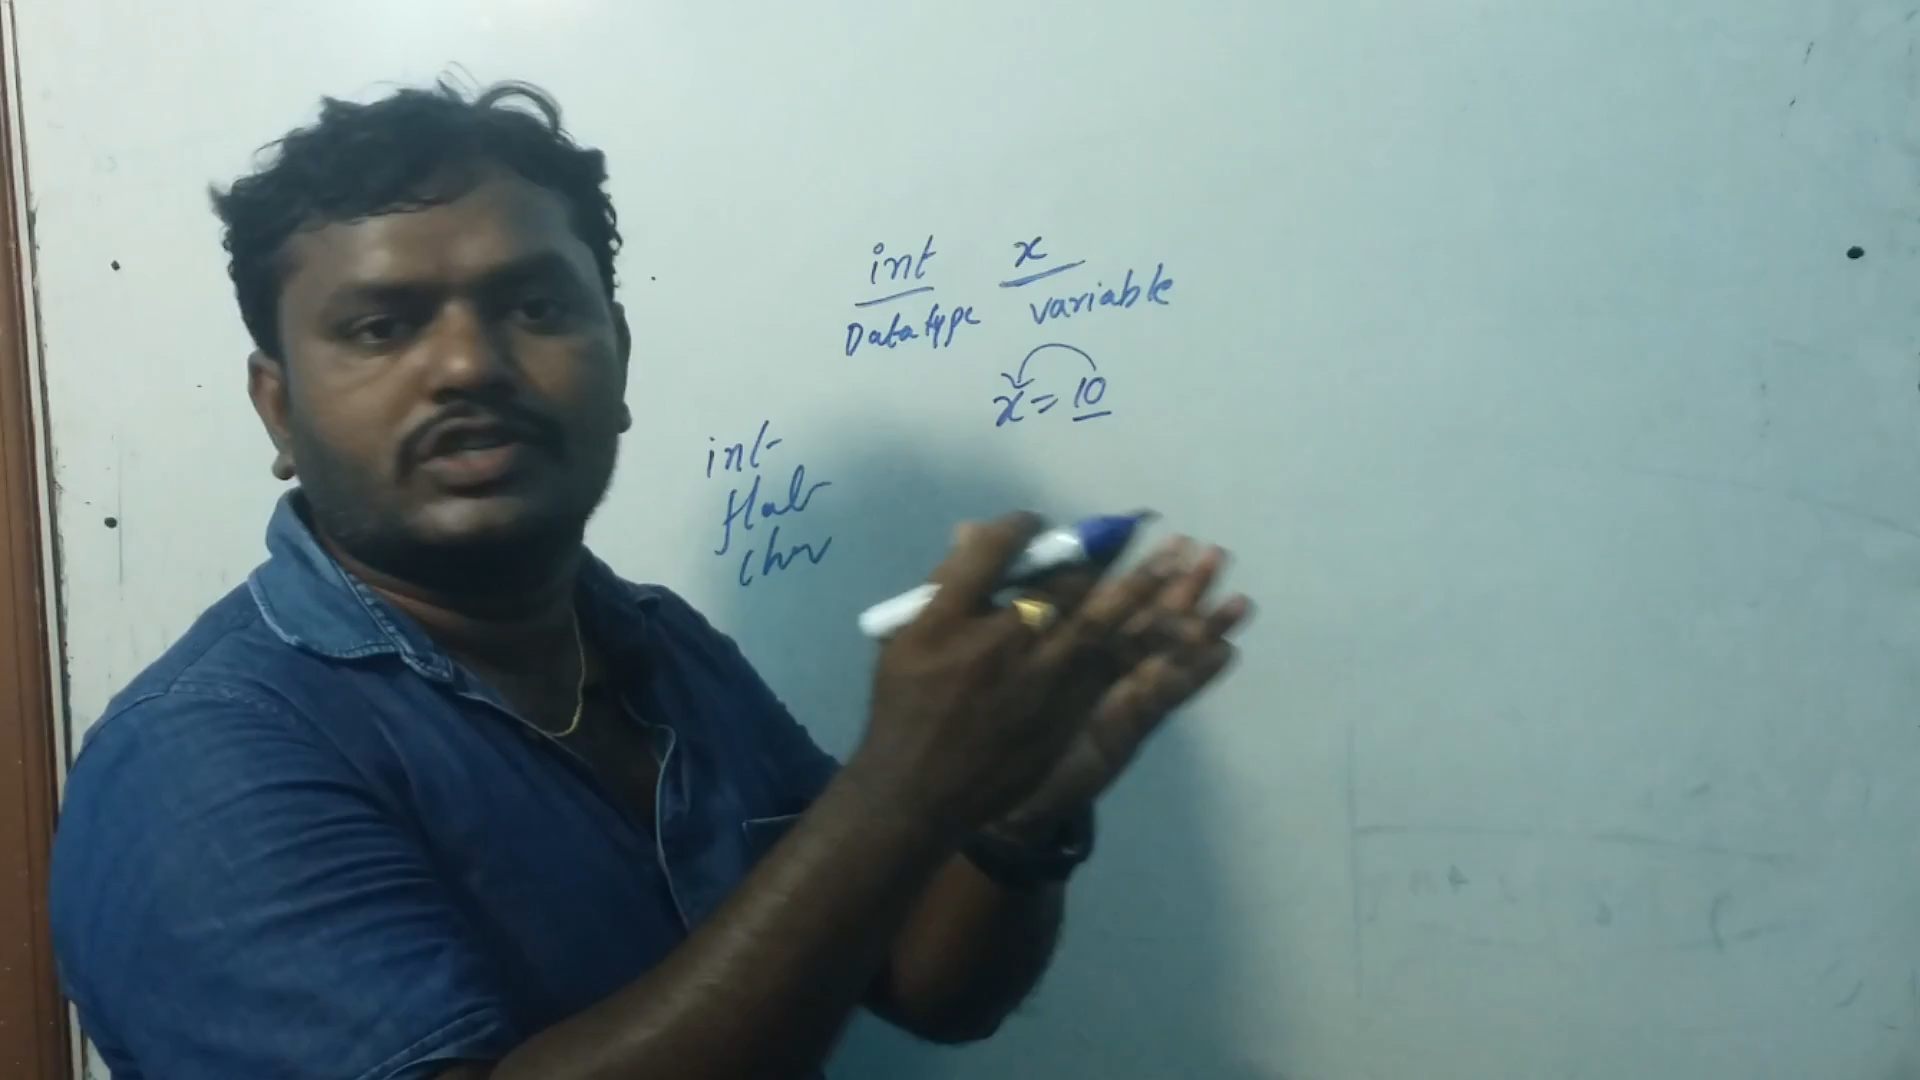 int x
Datatype variable
x = 10
int
float
char